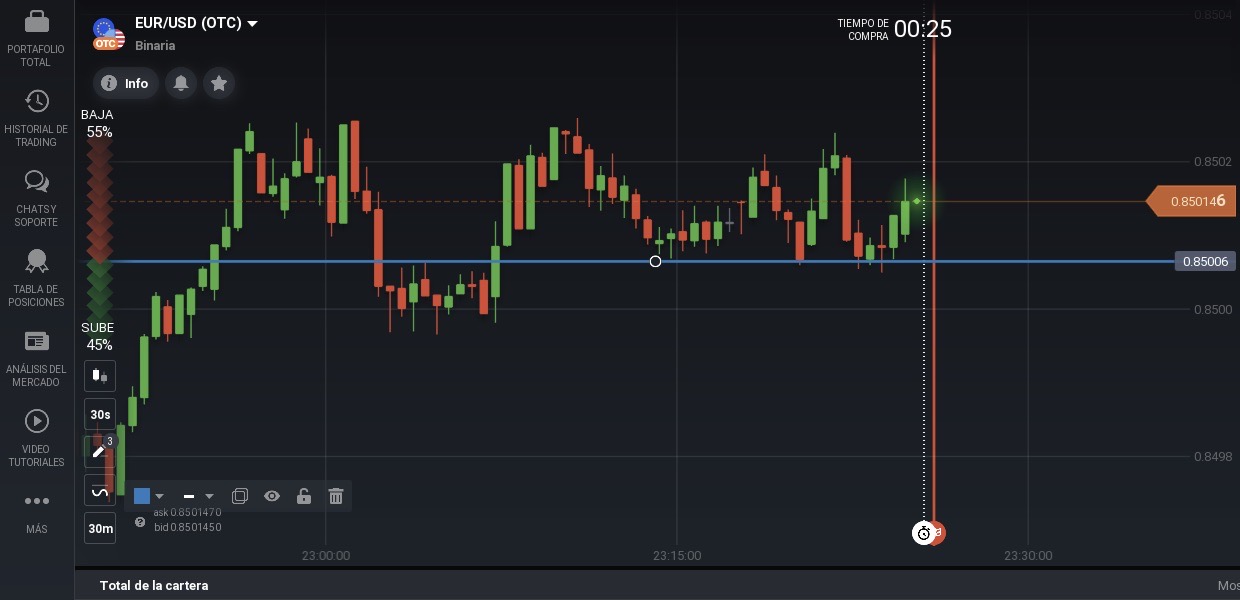 PORTAFOLIO
TOTAL
HISTORIAL DE
TRADING
CHATS Y
SOPORTE
TABLA DE
POSICIONES
ANÁLISIS DEL
MERCADO
VIDEO
TUTORIALES
MÁS
EUR/USD (OTC)
OTC
Binaria
Info
TIEMPO DE
COMPRA
00:25
BAJA
55%
SUBE
45%
30s
3
30m
ask 0.8501470
bid 0.8501450
0.8504
0.8502
0.850146
0.85006
0.8500
0.8498
23:00:00
23:15:00
23:30:00
Total de la cartera
Mos